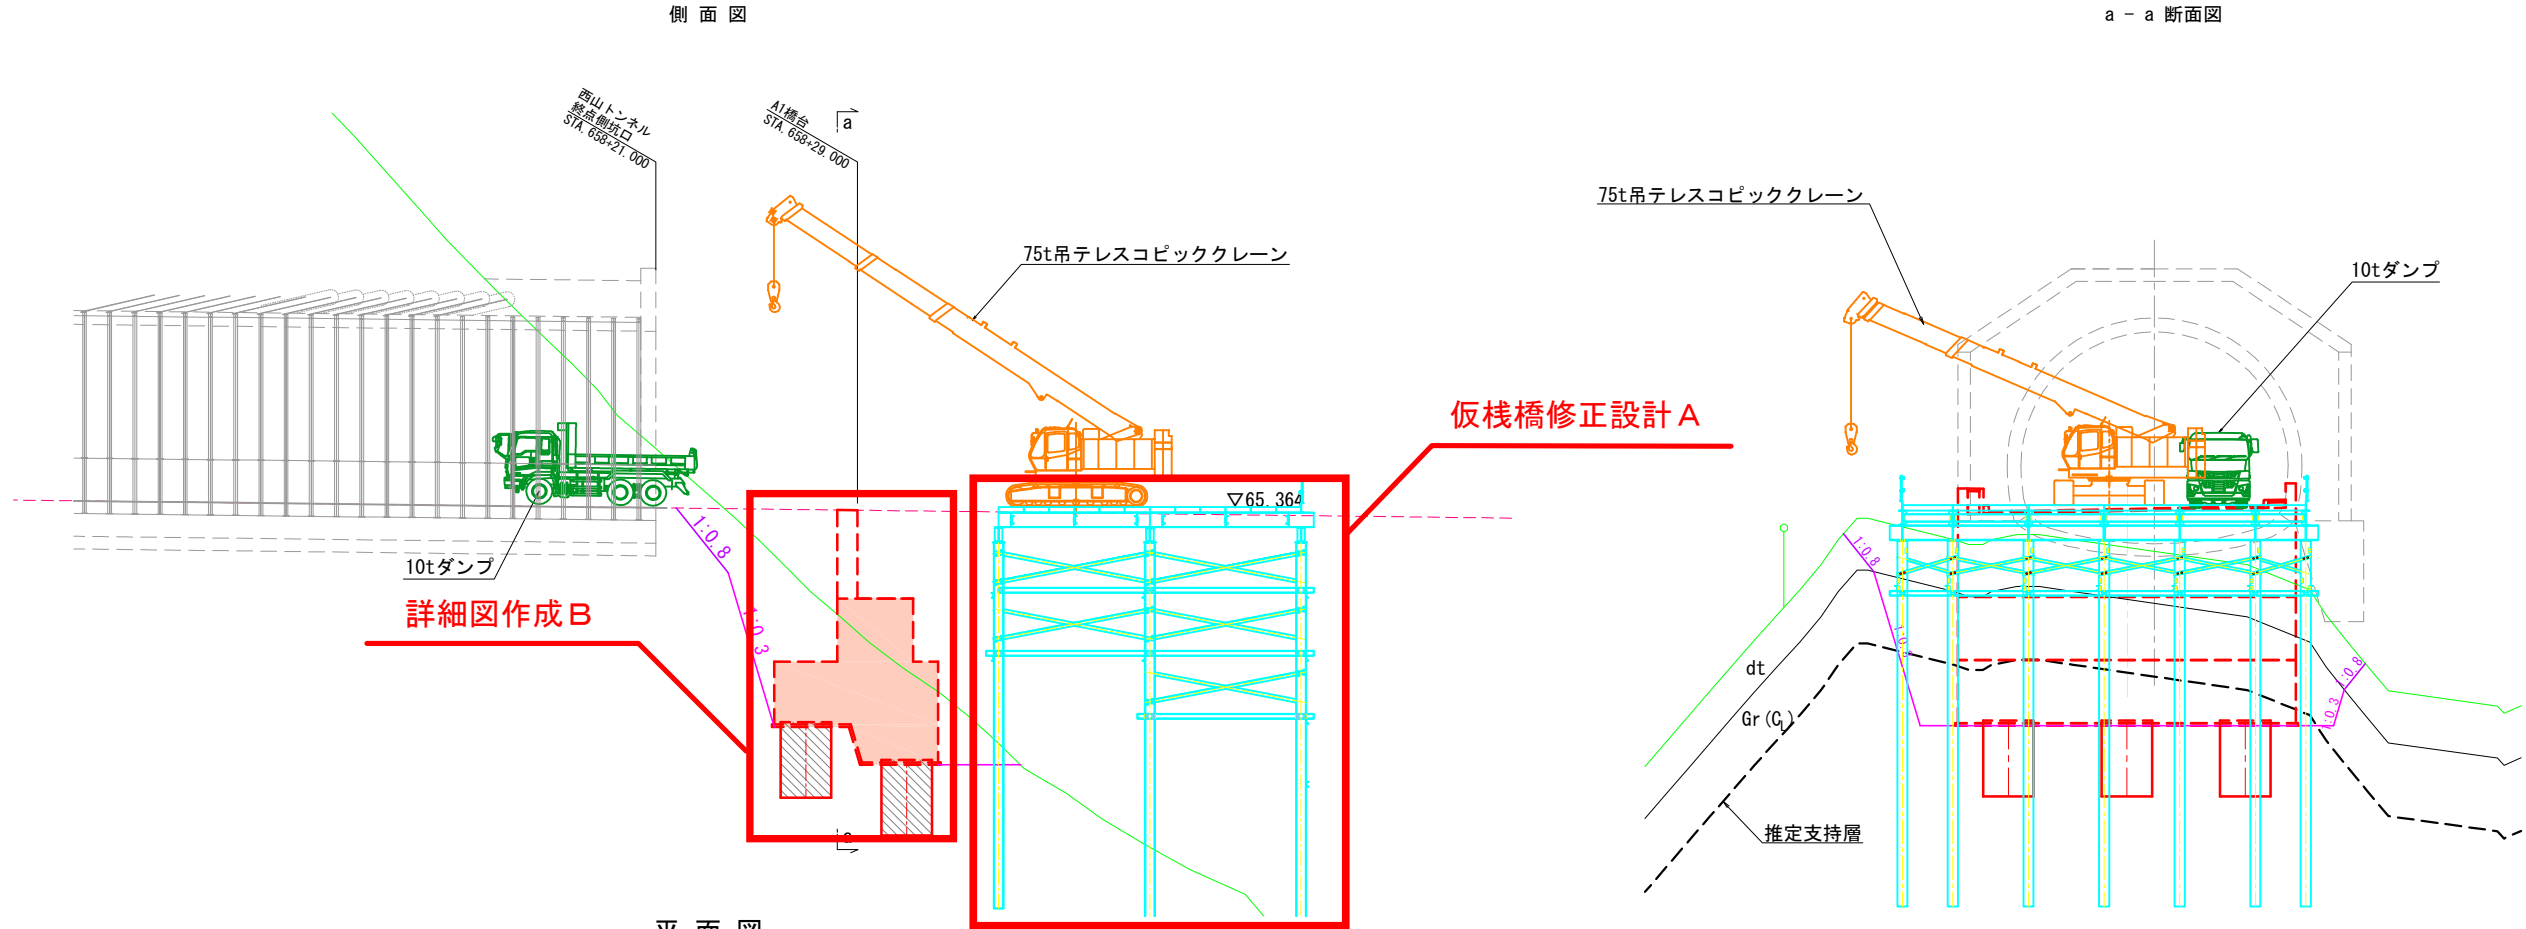 側面図
a - a 断面図
西山トンネル
終点側坑口
STA. 658+21.000
A1橋台
STA. 658+29.000
a
75t吊テレスコピッククレーン
75t吊テレスコピッククレーン
10tダンプ
仮桟橋修正設計A
▽65.364
1:0.8
10tダンプ
1:0.8
詳細図作成B
1:0.3
dt
1:0.8
Gr(CL)
1:0.3
推定支持層
a
平面図